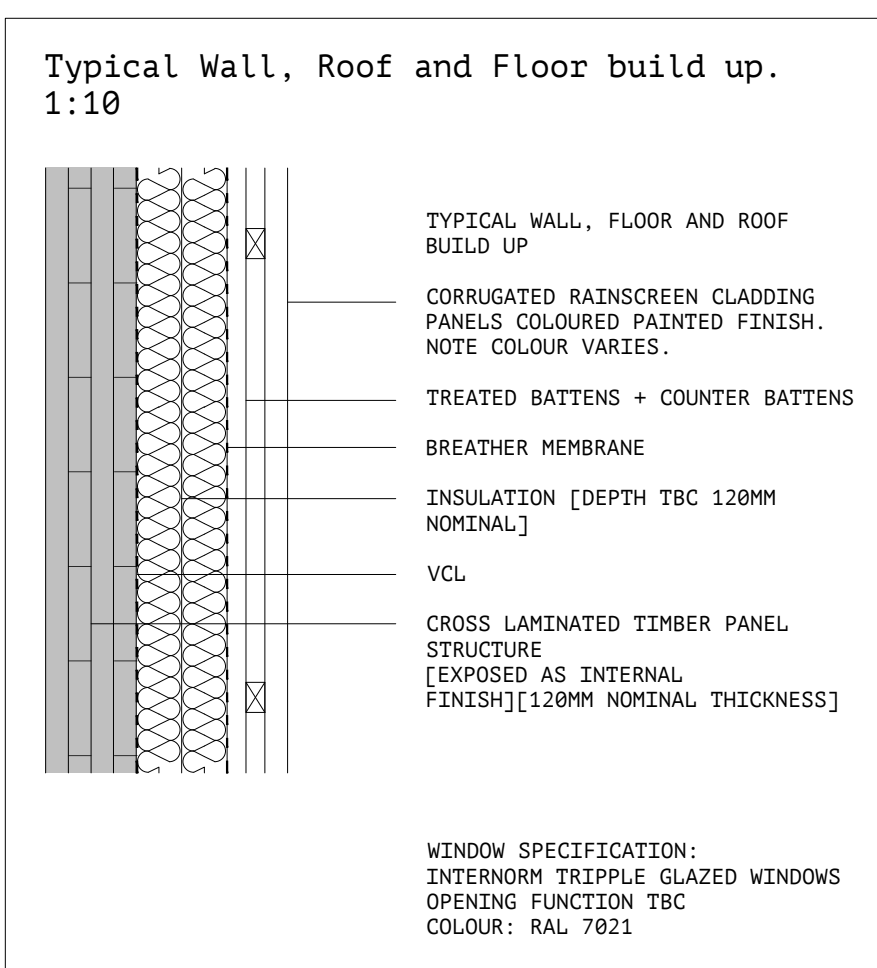 Typical Wall, Roof and Floor build up.
1:10
TYPICAL WALL, FLOOR AND ROOF
BUILD UP
CORRUGATED RAINSCREEN CLADDING
PANELS COLOURED PAINTED FINISH.
NOTE COLOUR VARIES.
TREATED BATTENS + COUNTER BATTENS
BREATHER MEMBRANE
INSULATION [DEPTH TBC 120MM
NOMINAL]
VCL
CROSS LAMINATED TIMBER PANEL
STRUCTURE
[EXPOSED AS INTERNAL
FINISH][120MM NOMINAL THICKNESS]
WINDOW SPECIFICATION:
INTERNORM TRIPPLE GLAZED WINDOWS
OPENING FUNCTION TBC
COLOUR: RAL 7021